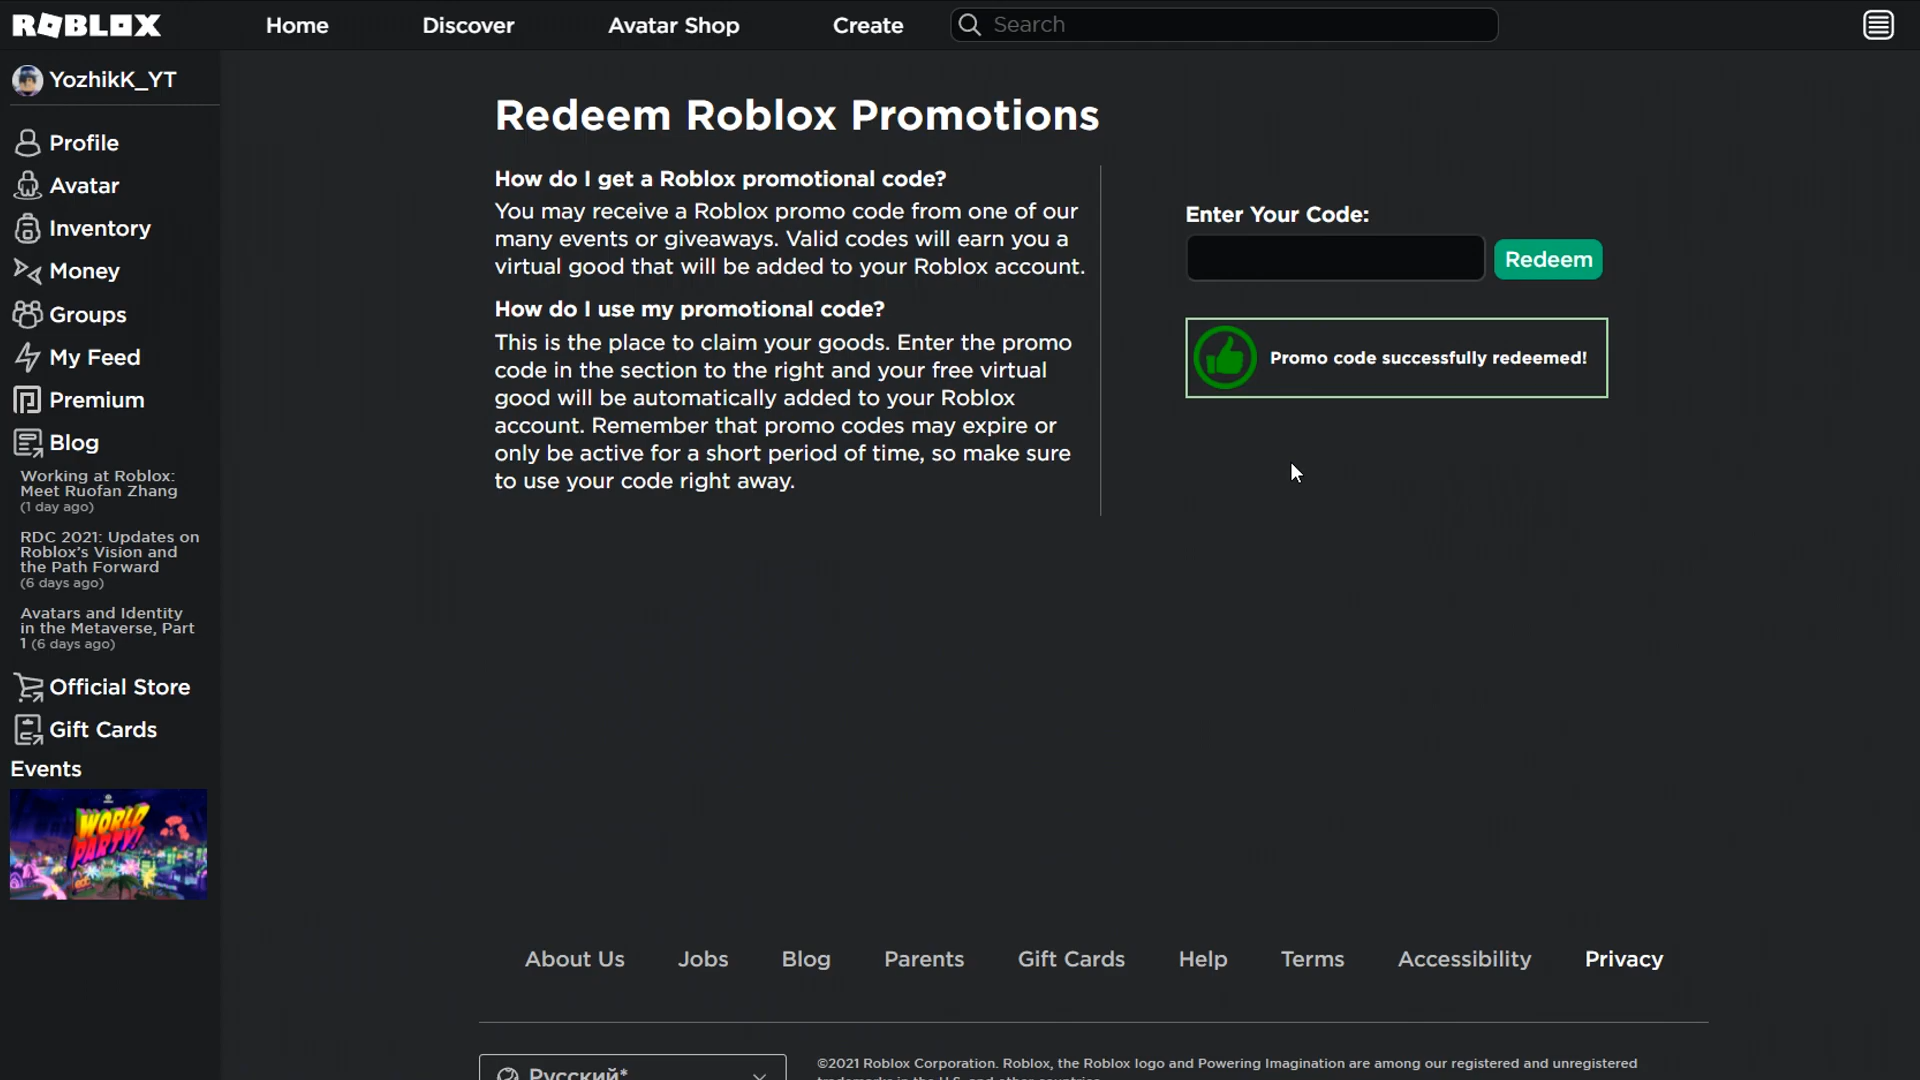 ROBLOX
Home
Discover
Avatar Shop
Create
Search
YozhikK_YT
Profile
Avatar
Inventory
Money
Groups
My Feed
Premium
Blog
Working at Roblox:
Meet Ruofan Zhang
(1 day ago)
RDC 2021: Updates on
Roblox's Vision and
the Path Forward
(6 days ago)
Avatars and Identity
in the Metaverse, Part
1 (6 days ago)
Official Store
Gift Cards
Events
WORLD
PARTY!
Redeem Roblox Promotions
How do I get a Roblox promotional code?
You may receive a Roblox promo code from one of our
many events or giveaways. Valid codes will earn you a
virtual good that will be added to your Roblox account.
How do I use my promotional code?
This is the place to claim your goods. Enter the promo
code in the section to the right and your free virtual
good will be automatically added to your Roblox
account. Remember that promo codes may expire or
only be active for a short period of time, so make sure
to use your code right away.
Enter Your Code:
Redeem
Promo code successfully redeemed!
About Us
Jobs
Blog
Parents
Gift Cards
Help
Terms
Accessibility
Privacy
Русский*
©2021 Roblox Corporation. Roblox, the Roblox logo and Powering Imagination are among our registered and unregistered
trademarks in the U.S. and other countries.